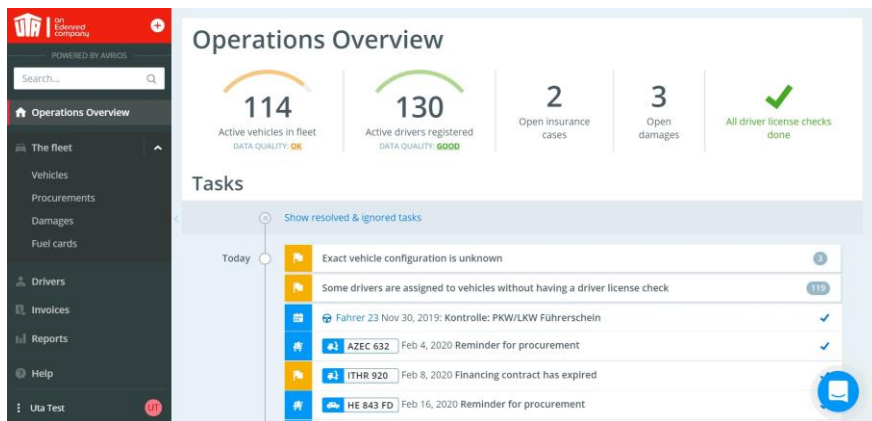 UTA
an
Edenred
company
POWERED BY AVRIOS
Search...
Operations Overview
The fleet
Vehicles
Procurements
Damages
Fuel cards
Drivers
Invoices
Reports
Help
Uta Test
UT
Operations Overview
114
Active vehicles in fleet
DATA QUALITY: OK
130
Active drivers registered
DATA QUALITY: GOOD
2
Open insurance
cases
3
Open
damages
All driver license checks
done
Tasks
Show resolved & ignored tasks
Today
Exact vehicle configuration is unknown 3
Some drivers are assigned to vehicles without having a driver license check 119
Fahrer 23 Nov 30, 2019: Kontrolle: PKW/LKW Führerschein
AZEC 632 Feb 4, 2020 Reminder for procurement
ITHR 920 Feb 8, 2020 Financing contract has expired
HE 843 FD Feb 16, 2020 Reminder for procurement